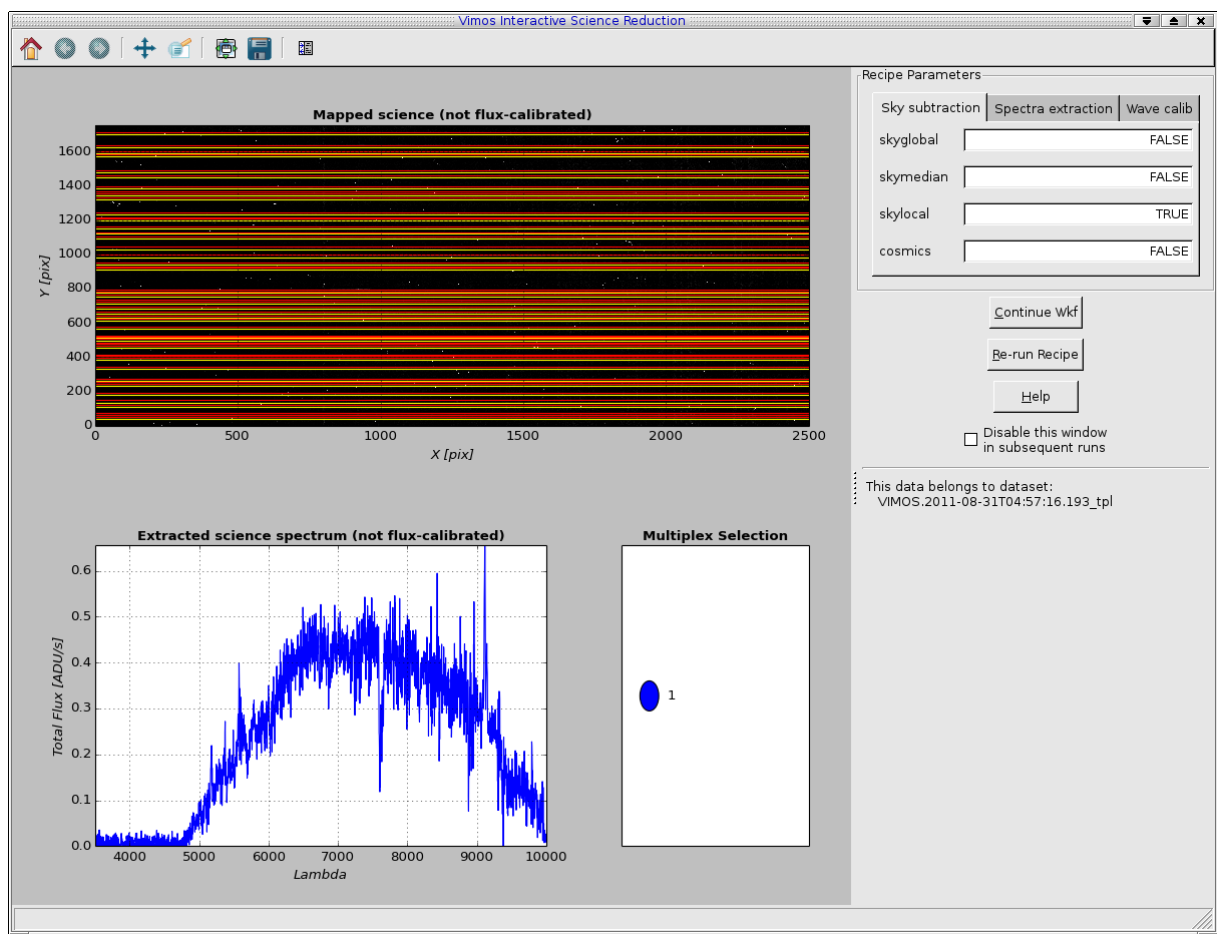 Vimos Interactive Science Reduction
Mapped science (not flux-calibrated)
1600
1400
1200
1000
800
600
400
200
0
Y [pix]
0 500 1000 1500 2000 2500
X [pix]
Extracted science spectrum (not flux-calibrated)
0.6
0.5
0.4
0.3
0.2
0.1
0.0
Total Flux [ADU/s]
4000 5000 6000 7000 8000 9000 10000
Lambda
Multiplex Selection
1
Recipe Parameters
Sky subtraction Spectra extraction Wave calib
skyglobal FALSE
skymedian FALSE
skylocal TRUE
cosmics FALSE
Continue Wkf
Re-run Recipe
Help
Disable this window
in subsequent runs
This data belongs to dataset:
VIMOS.2011-08-31T04:57:16.193_tpl